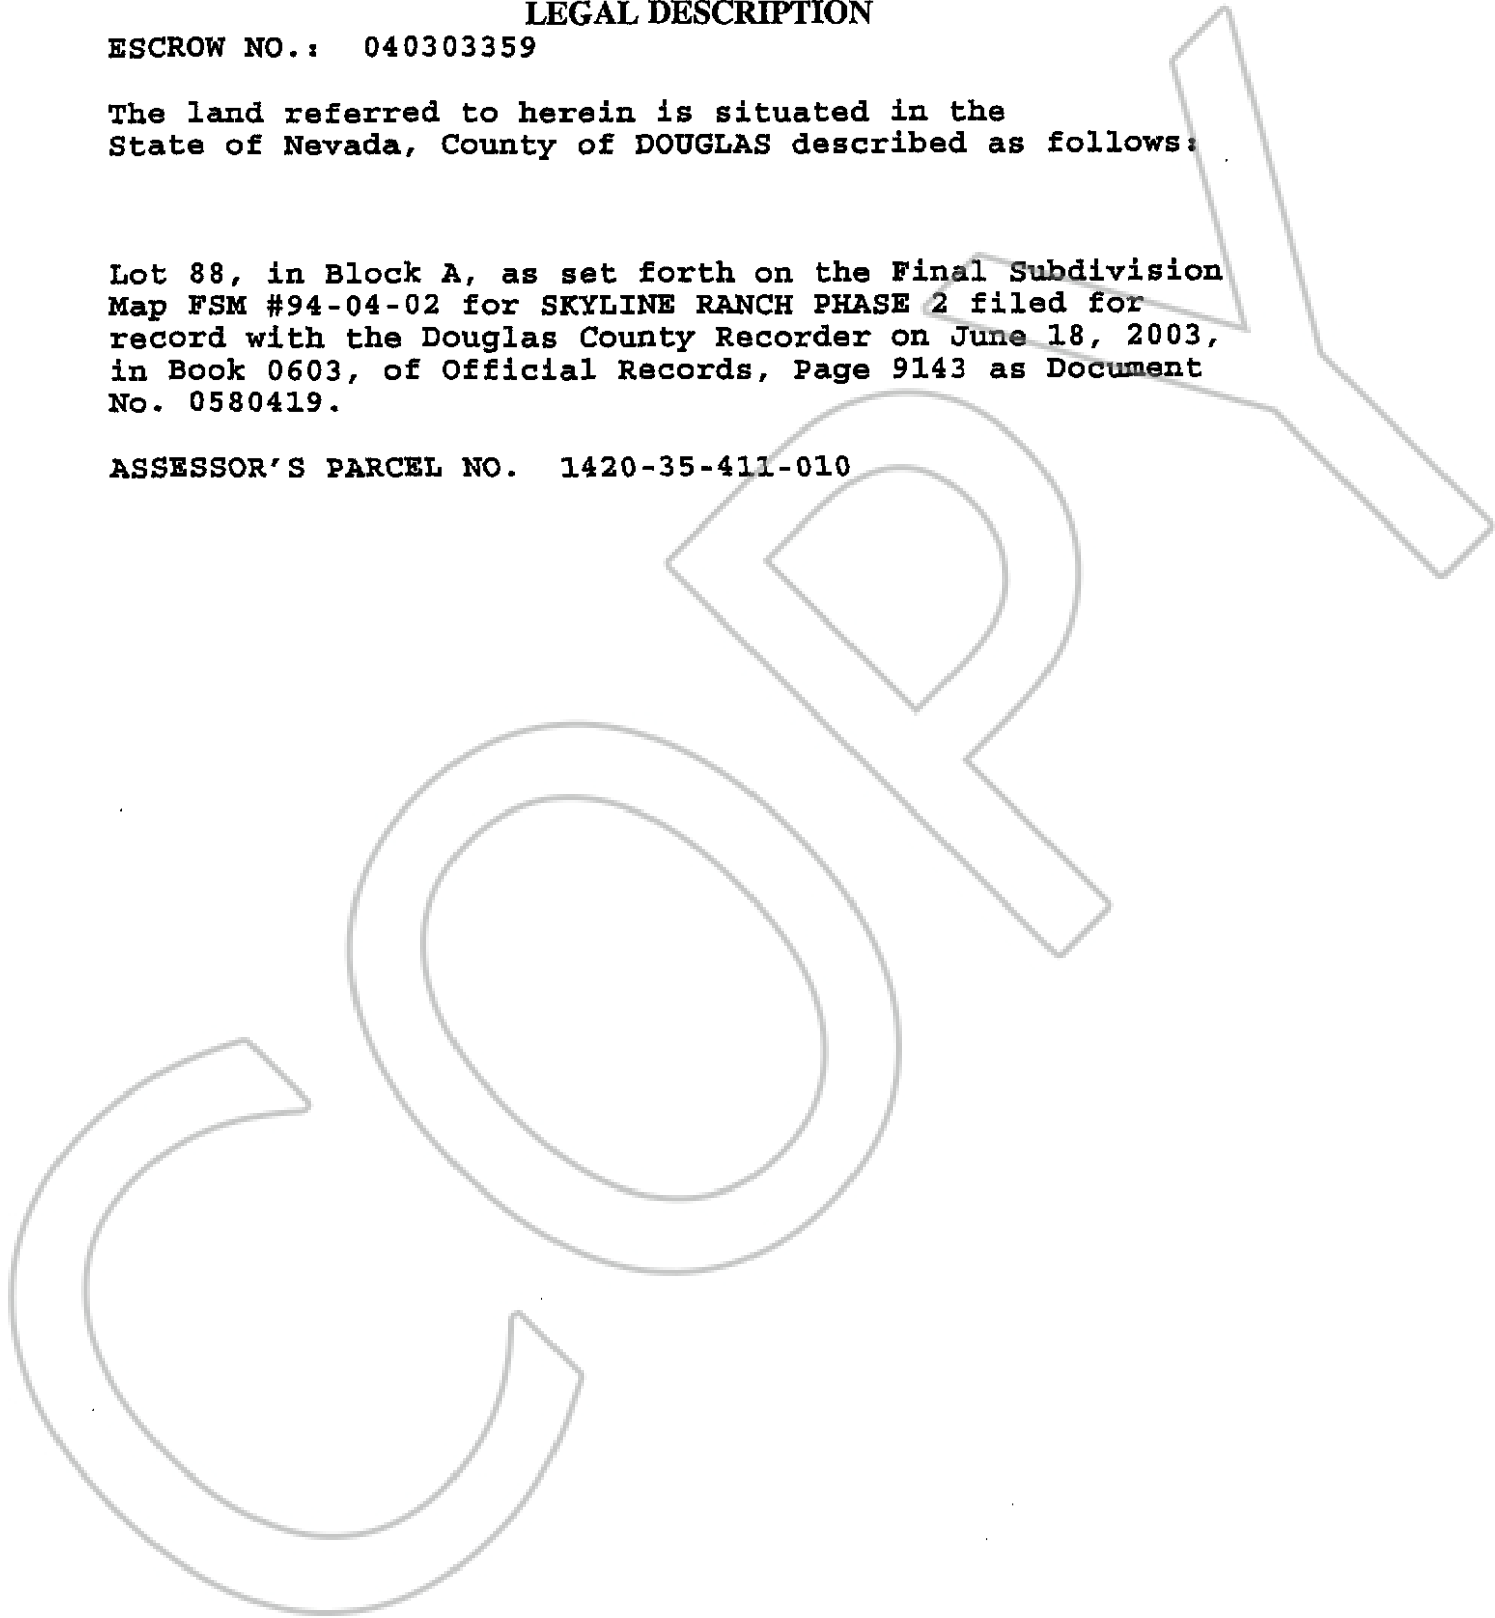 LEGAL DESCRIPTION
ESCROW NO.: 040303359
The land referred to herein is situated in the
State of Nevada, County of DOUGLAS described as follows:
Lot 88, in Block A, as set forth on the Final Subdivision
Map FSM #94-04-02 for SKYLINE RANCH PHASE 2 filed for
record with the Douglas County Recorder on June 18, 2003,
in Book 0603, of Official Records, Page 9143 as Document
No. 0580419.
ASSESSOR'S PARCEL NO. 1420-35-411-010
COPY